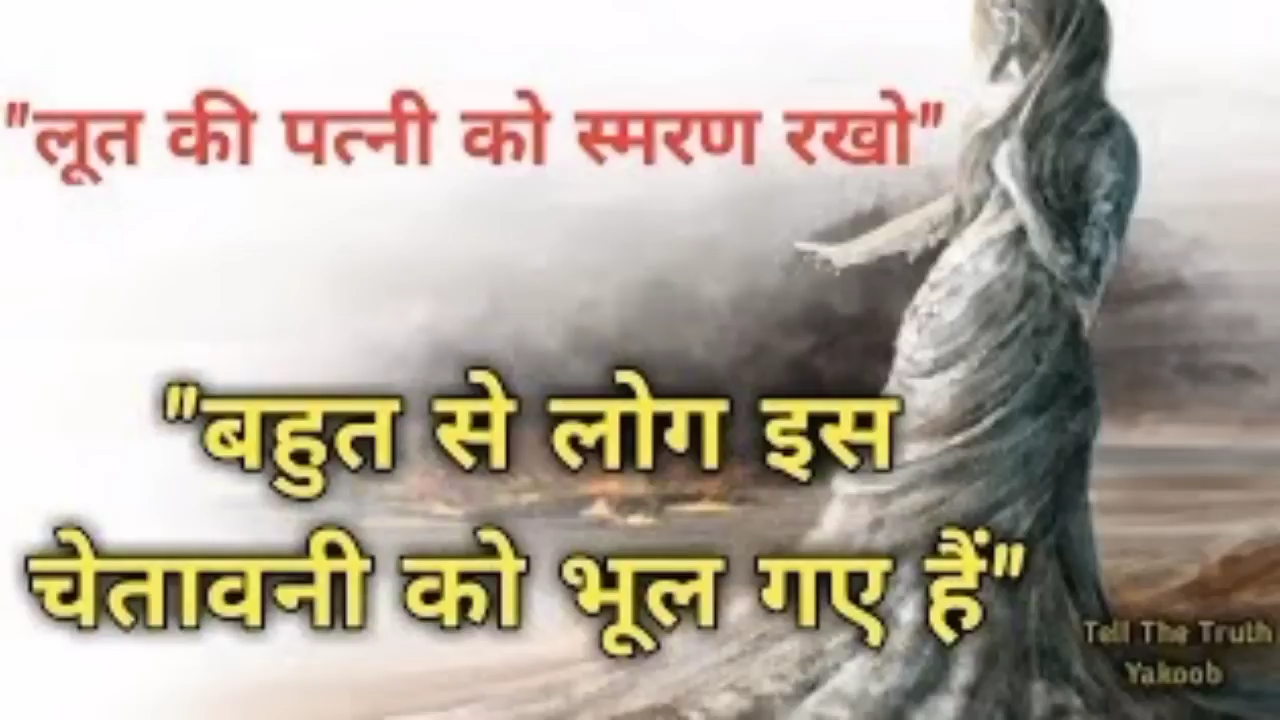 "लूत की पत्नी को स्मरण रखो"
"बहुत से लोग इस
चेतावनी को भूल गए हैं"
Tell The Truth
Yakoob